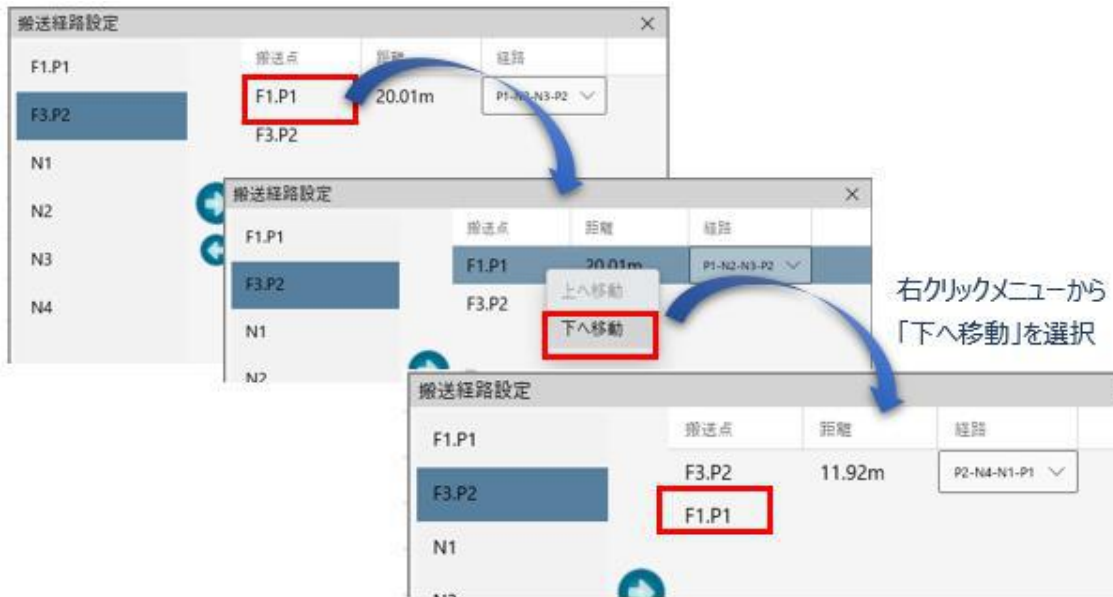 搬送経路設定
F1.P1
F3.P2
N1
N2
N3
N4
搬送点 距離 経路
F1.P1 20.01m P1-N2-N3-P2
F3.P2
搬送経路設定
F1.P1
F3.P2
N1
N2
搬送点 距離 経路
F1.P1 20.01m P1-N2-N3-P2
F3.P2
上へ移動
下へ移動
右クリックメニューから
「下へ移動」を選択
搬送経路設定
F1.P1
F3.P2
N1
搬送点 距離 経路
F3.P2 11.92m P2-N4-N1-P1
F1.P1